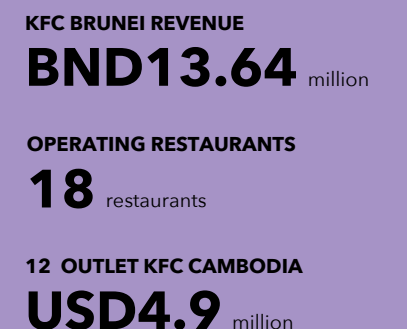 KFC BRUNEI REVENUE
BND13.64 million
OPERATING RESTAURANTS
18 restaurants
12 OUTLET KFC CAMBODIA
USD4.9 million